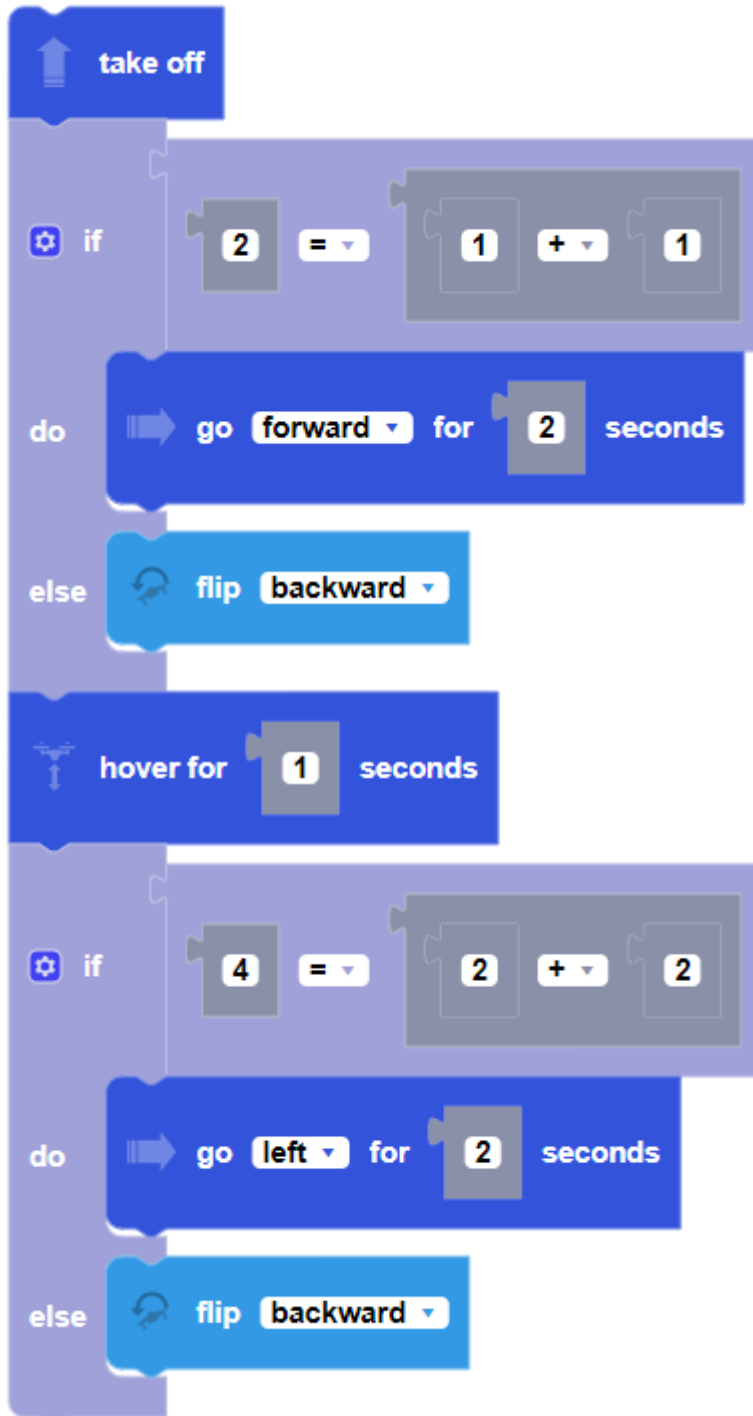 take off
if 2 = 1 + 1
do go forward for 2 seconds
else flip backward
hover for 1 seconds
if 4 = 2 + 2
do go left for 2 seconds
else flip backward